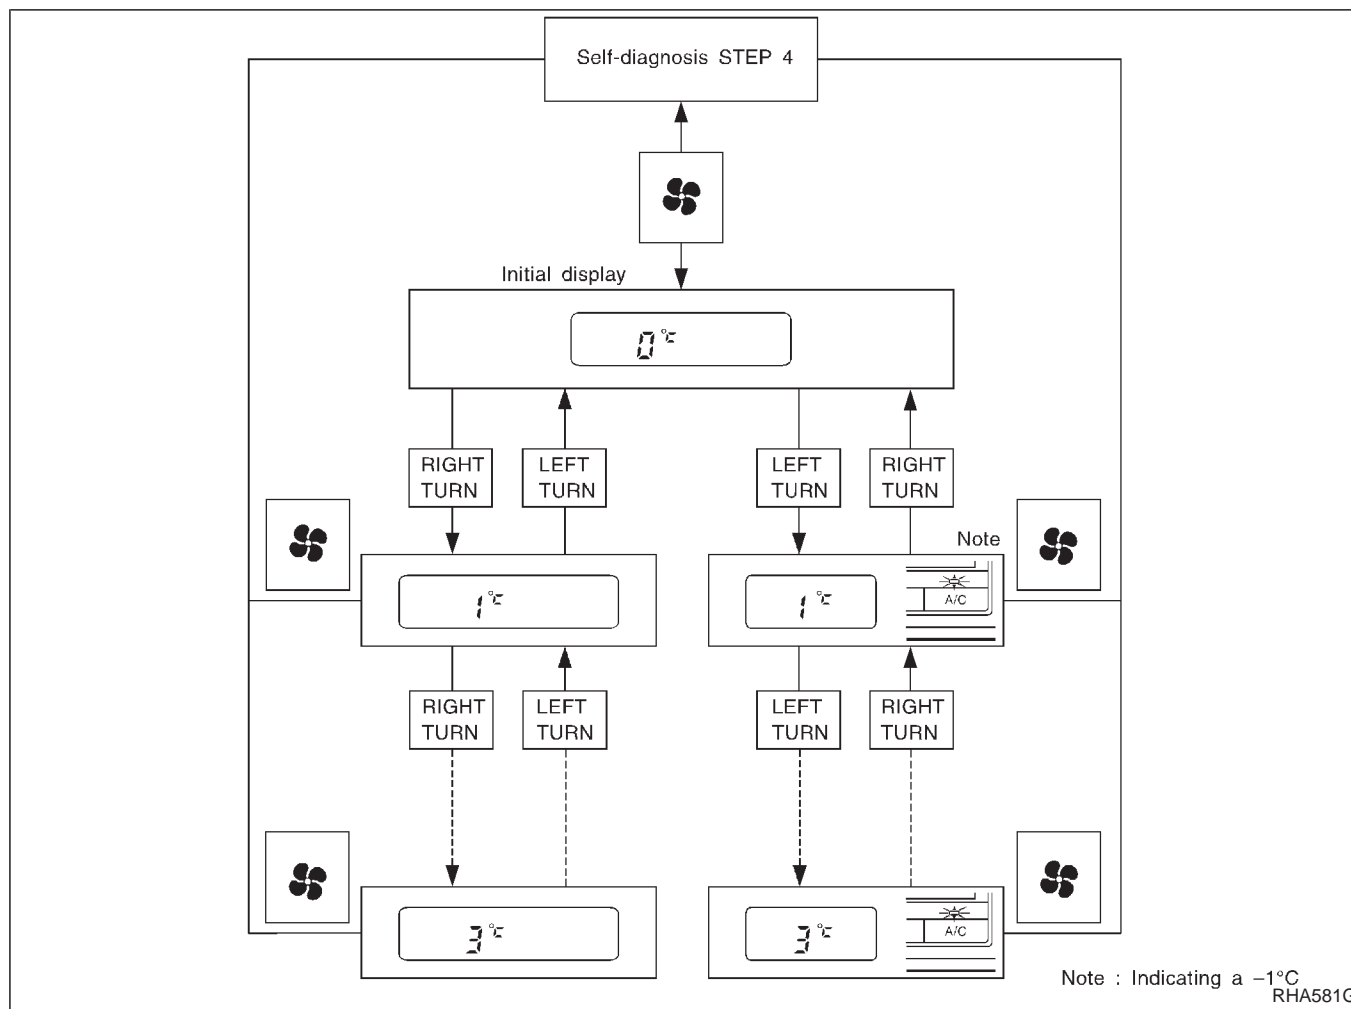 Self-diagnosis STEP 4
Initial display
0°C
RIGHT TURN
LEFT TURN
LEFT TURN
RIGHT TURN
Note
1°C
1°C
A/C
RIGHT TURN
LEFT TURN
LEFT TURN
RIGHT TURN
3°C
3°C
A/C
Note : Indicating a –1°C
RHA581G